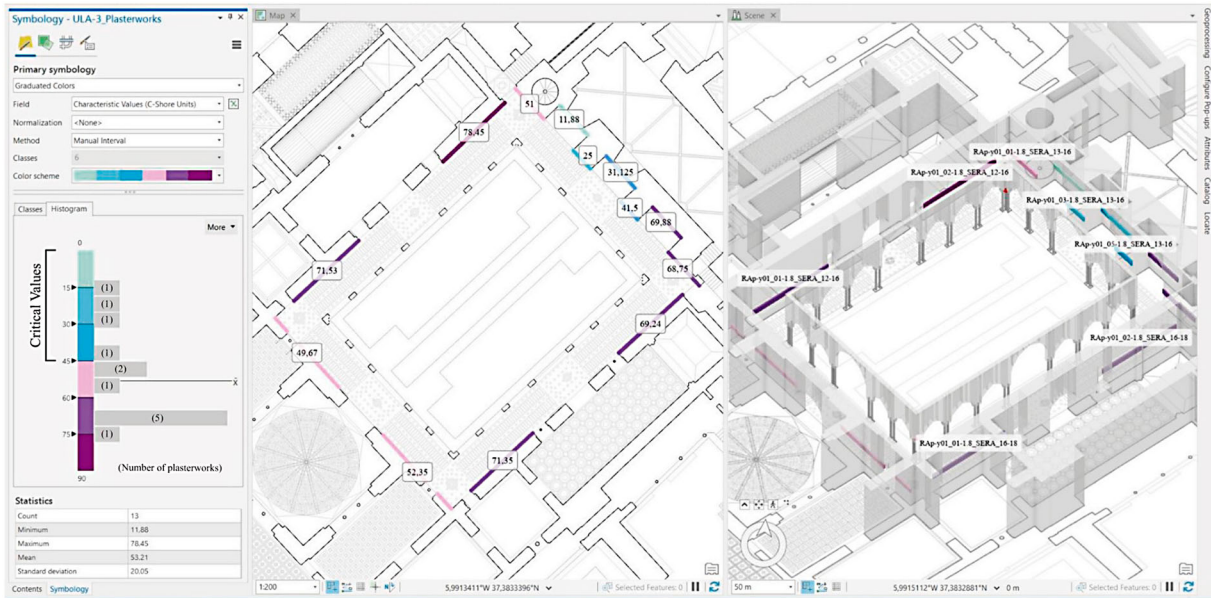 Symbology - ULA-3_Plasterworks
Primary symbology
Graduated Colors
Field
Characteristic Values (C-Shore Units)
Normalization
<None>
Method
Manual Interval
Classes
6
Color scheme
Classes
Histogram
More
Critical Values
0
15
30
45
60
75
90
(1)
(1)
(1)
(1)
(2)
(1)
(5)
(1)
x̄
(Number of plasterworks)
Statistics
Count
13
Minimum
11.88
Maximum
78.45
Mean
53.21
Standard deviation
20.05
Contents
Symbology
Map
51
11,88
78,45
25
31,125
41,5
69,88
68,75
71,53
69,24
49,67
52,35
71,35
1:200
5,9913411"W 37,3833396"N
Selected Features: 0
Scene
RAp-y01_01-1.8_SERA_13-16
RAp-y01_02-1.8_SERA_12-16
RAp-y01_03-1.8_SERA_13-16
RAp-y01_05-1.8_SERA_13-16
RAp-y01_01-1.8_SERA_12-16
RAp-y01_02-1.8_SERA_16-18
RAp-y01_01-1.8_SERA_16-18
50 m
5,9915112"W 37,3832881"N
0 m
Selected Features: 0
Geoprocessing
Configure Pop-ups
Attributes
Catalog
Locate